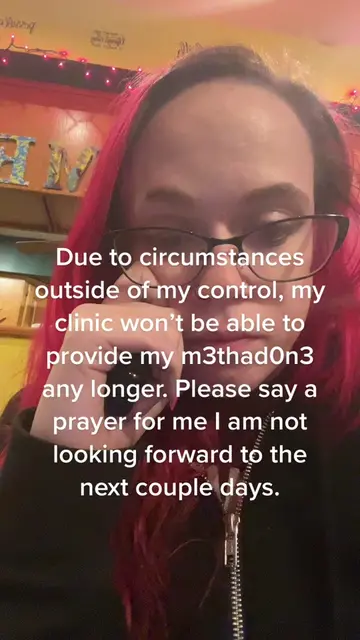 Due to circumstances
outside of my control, my
clinic won't be able to
provide my m3thad0n3
any longer. Please say a
prayer for me I am not
looking forward to the
next couple days.